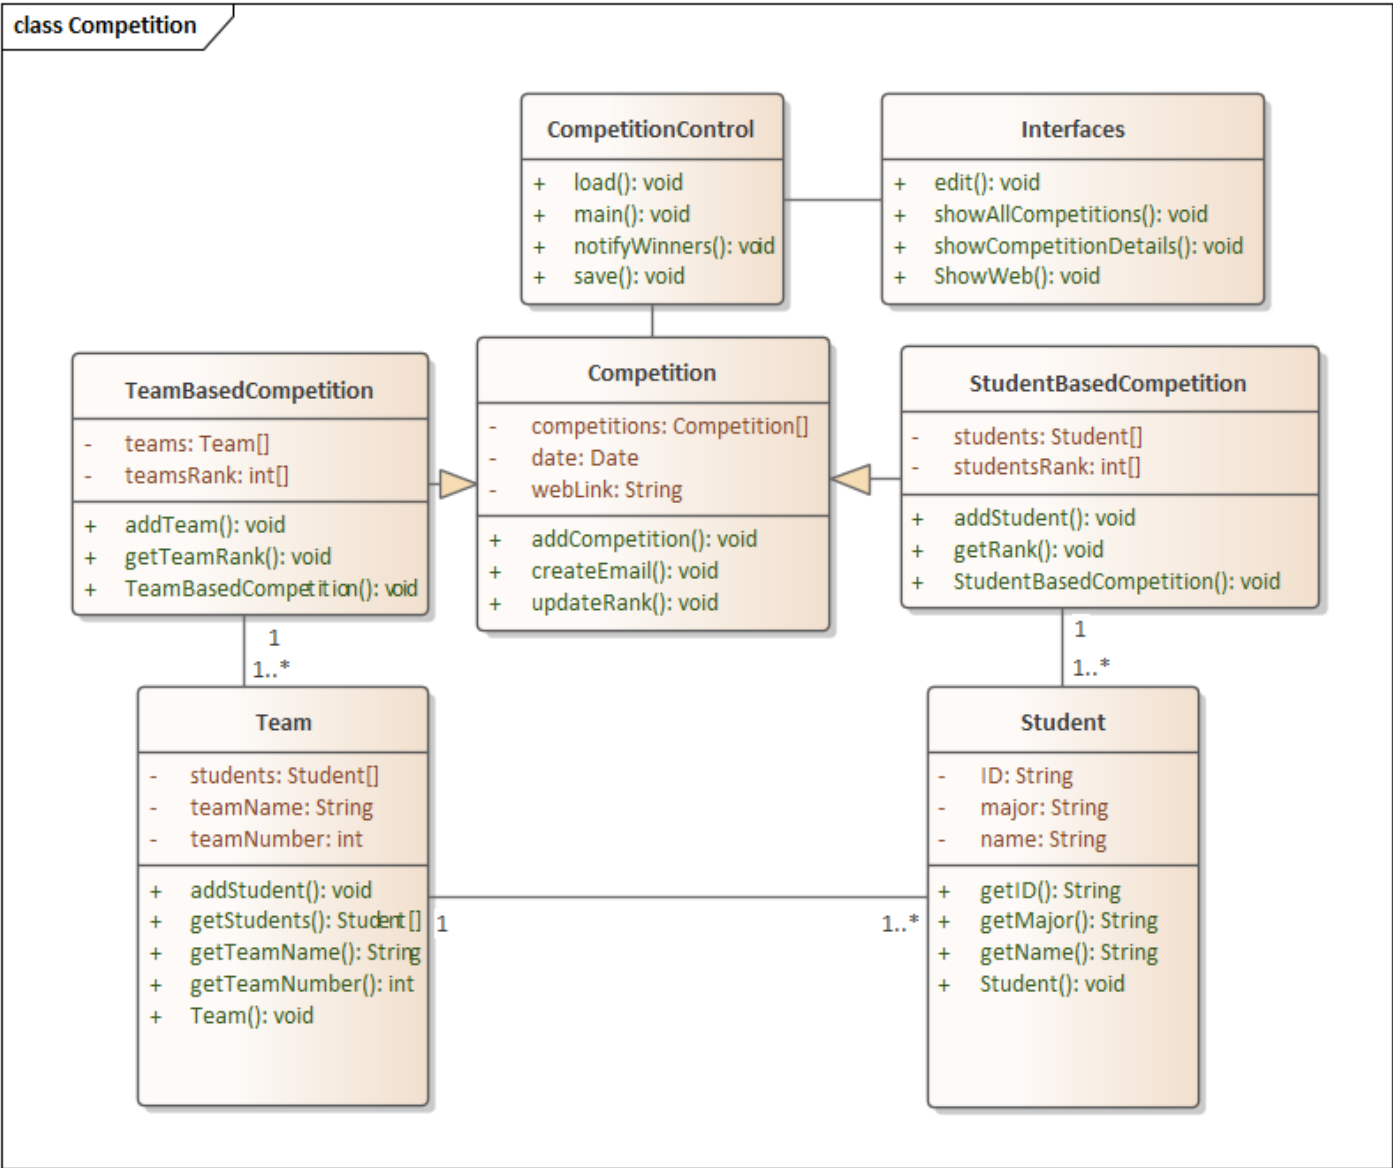 class Competition
CompetitionControl
+ load(): void
+ main(): void
+ notifyWinners(): void
+ save(): void
Interfaces
+ edit(): void
+ showAllCompetitions(): void
+ showCompetitionDetails(): void
+ ShowWeb(): void
TeamBasedCompetition
- teams: Team[]
- teamsRank: int[]
+ addTeam(): void
+ getTeamRank(): void
+ TeamBasedCompetition(): void
Competition
- competitions: Competition[]
- date: Date
- webLink: String
+ addCompetition(): void
+ createEmail(): void
+ updateRank(): void
StudentBasedCompetition
- students: Student[]
- studentsRank: int[]
+ addStudent(): void
+ getRank(): void
+ StudentBasedCompetition(): void
1
1..*
1
1..*
Team
- students: Student[]
- teamName: String
- teamNumber: int
+ addStudent(): void
+ getStudents(): Student[]
+ getTeamName(): String
+ getTeamNumber(): int
+ Team(): void
1
1..*
Student
- ID: String
- major: String
- name: String
+ getID(): String
+ getMajor(): String
+ getName(): String
+ Student(): void